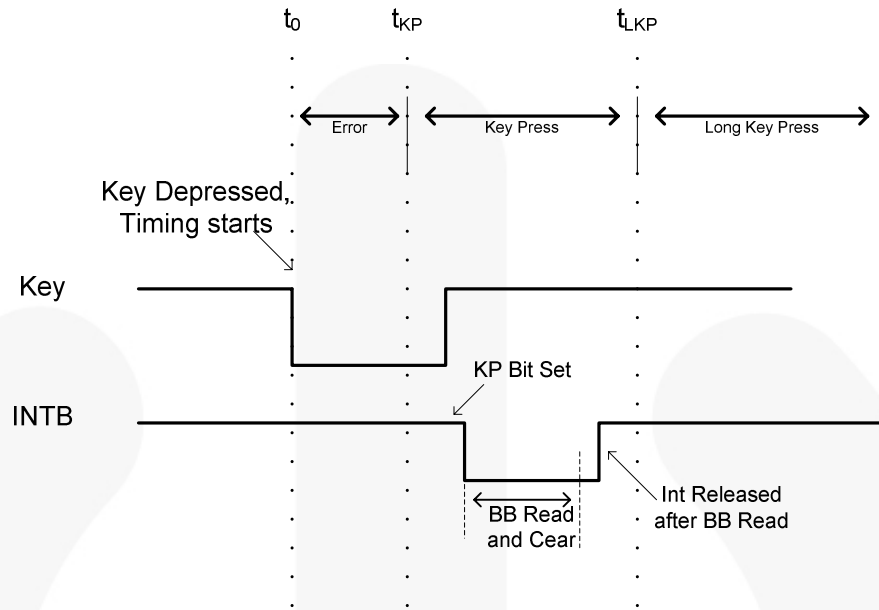 t0 tKP tLKP
Error Key Press Long Key Press
Key Depressed,
Timing starts
Key
KP Bit Set
INTB
BB Read
and Cear
Int Released
after BB Read